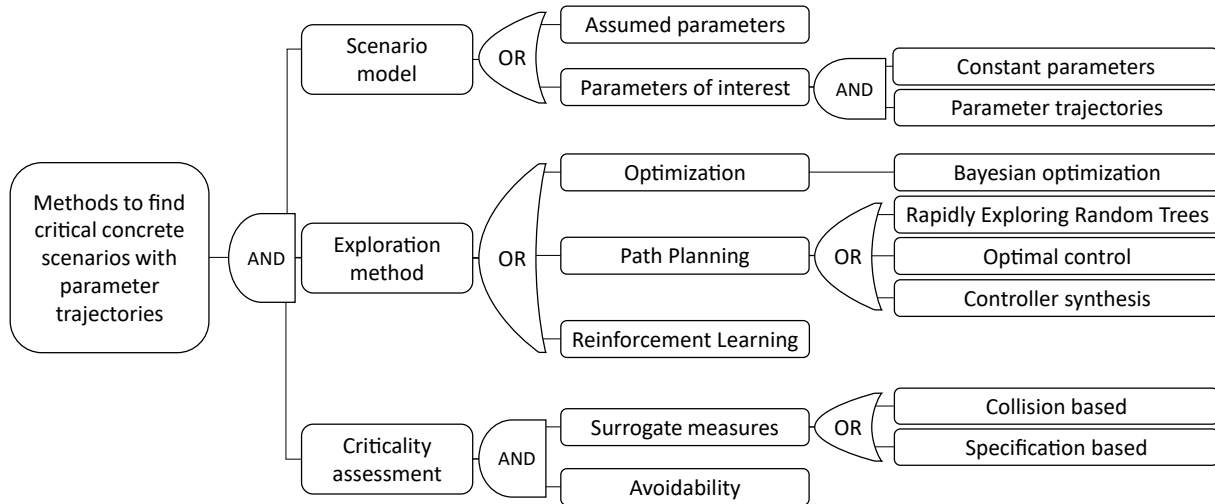 Methods to find
critical concrete
scenarios with
parameter
trajectories
AND
Scenario
model
OR
Assumed parameters
Parameters of interest
AND
Constant parameters
Parameter trajectories
Exploration
method
OR
Optimization
Bayesian optimization
Path Planning
OR
Rapidly Exploring Random Trees
Optimal control
Controller synthesis
Reinforcement Learning
Criticality
assessment
AND
Surrogate measures
OR
Collision based
Specification based
Avoidability